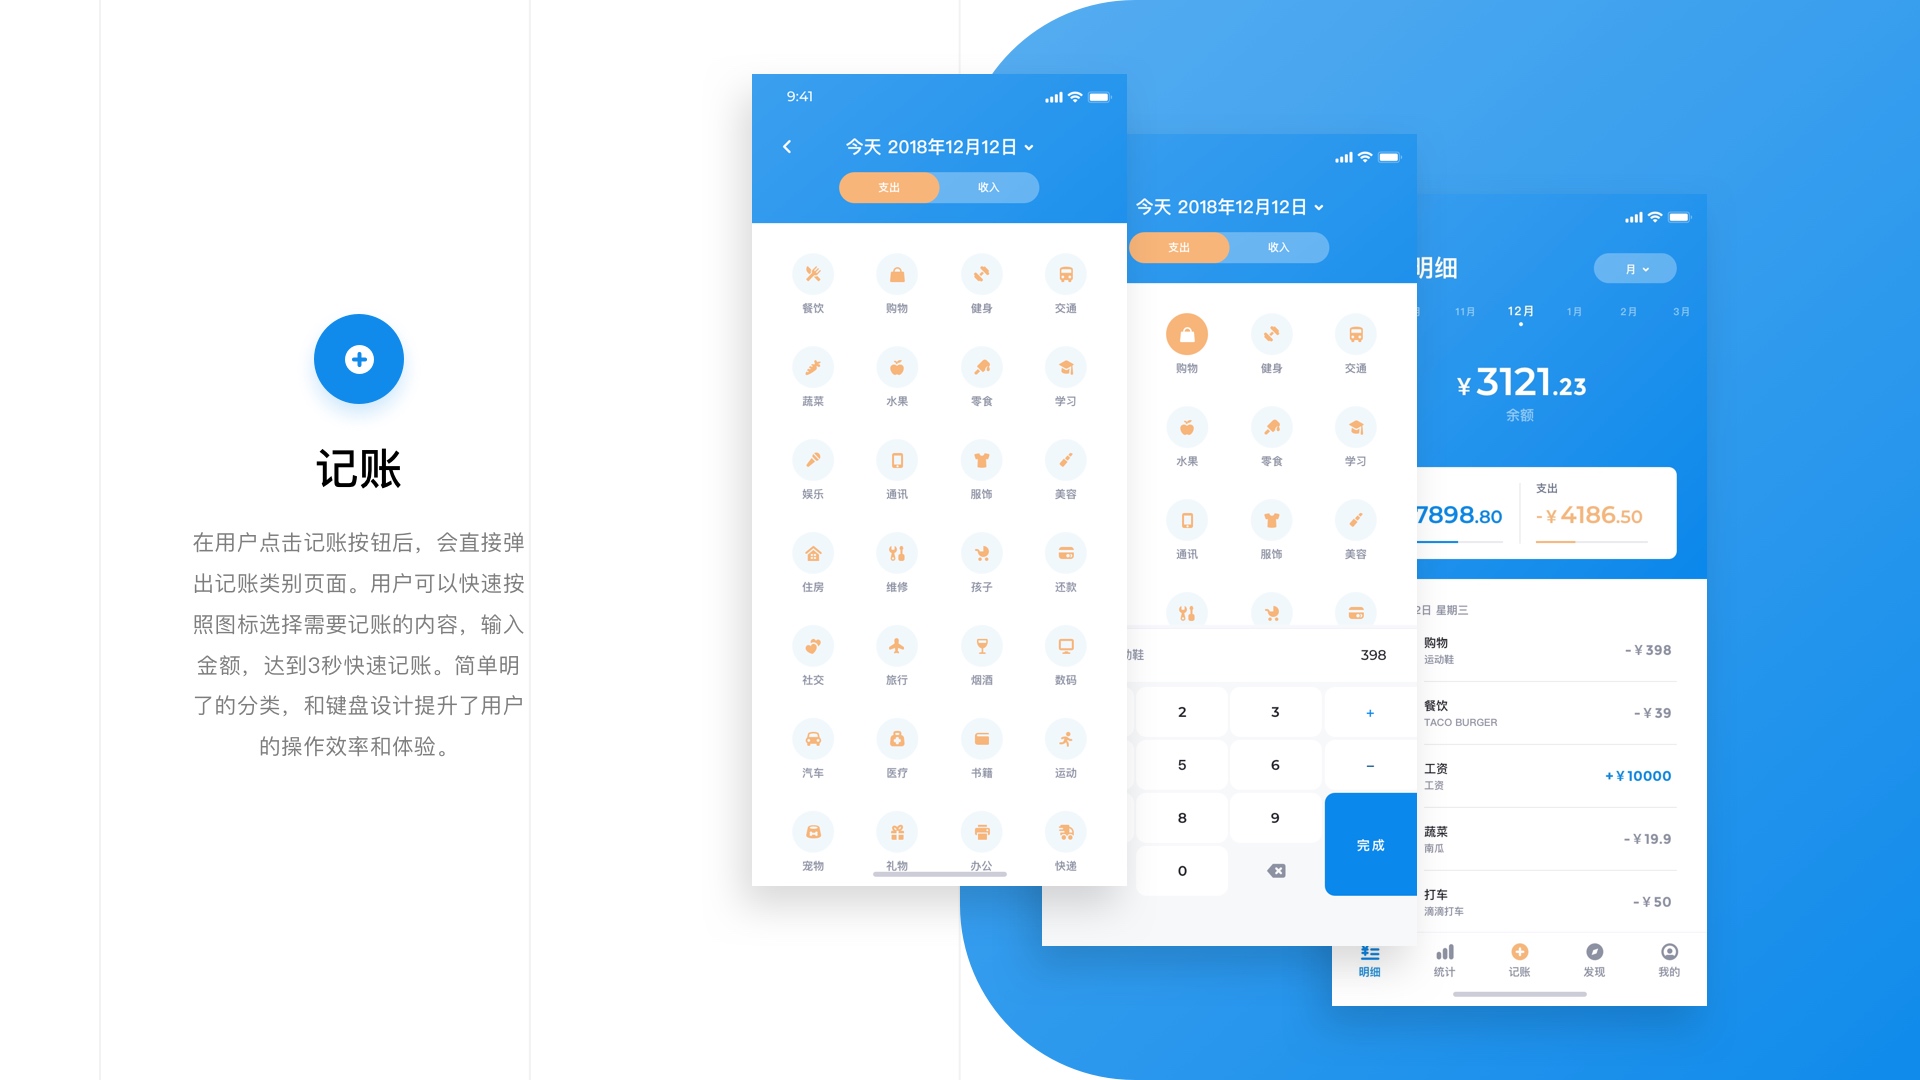 记账
在用户点击记账按钮后，会直接弹
出记账类别页面。用户可以快速按
照图标选择需要记账的内容，输入
金额，达到3秒快速记账。简单明
了的分类，和键盘设计提升了用户
的操作效率和体验。
9:41
今天 2018年12月12日
支出 收入
餐饮 购物 健身 交通
蔬菜 水果 零食 学习
娱乐 通讯 服饰 美容
住房 维修 孩子 还款
社交 旅行 烟酒 数码
汽车 医疗 书籍 运动
宠物 礼物 办公 快递
今天 2018年12月12日
支出 收入
购物 健身 交通
水果 零食 学习
通讯 服饰 美容
动鞋 398
2 3 +
5 6 −
8 9
完成
0
明细 月
11月 12月 1月 2月 3月
¥3121.23
余额
支出
7898.80 -¥4186.50
2日 星期三
购物
运动鞋
-¥398
餐饮
TACO BURGER
-¥39
工资
工资
+¥10000
蔬菜
南瓜
-¥19.9
打车
滴滴打车
-¥50
明细 统计 记账 发现 我的